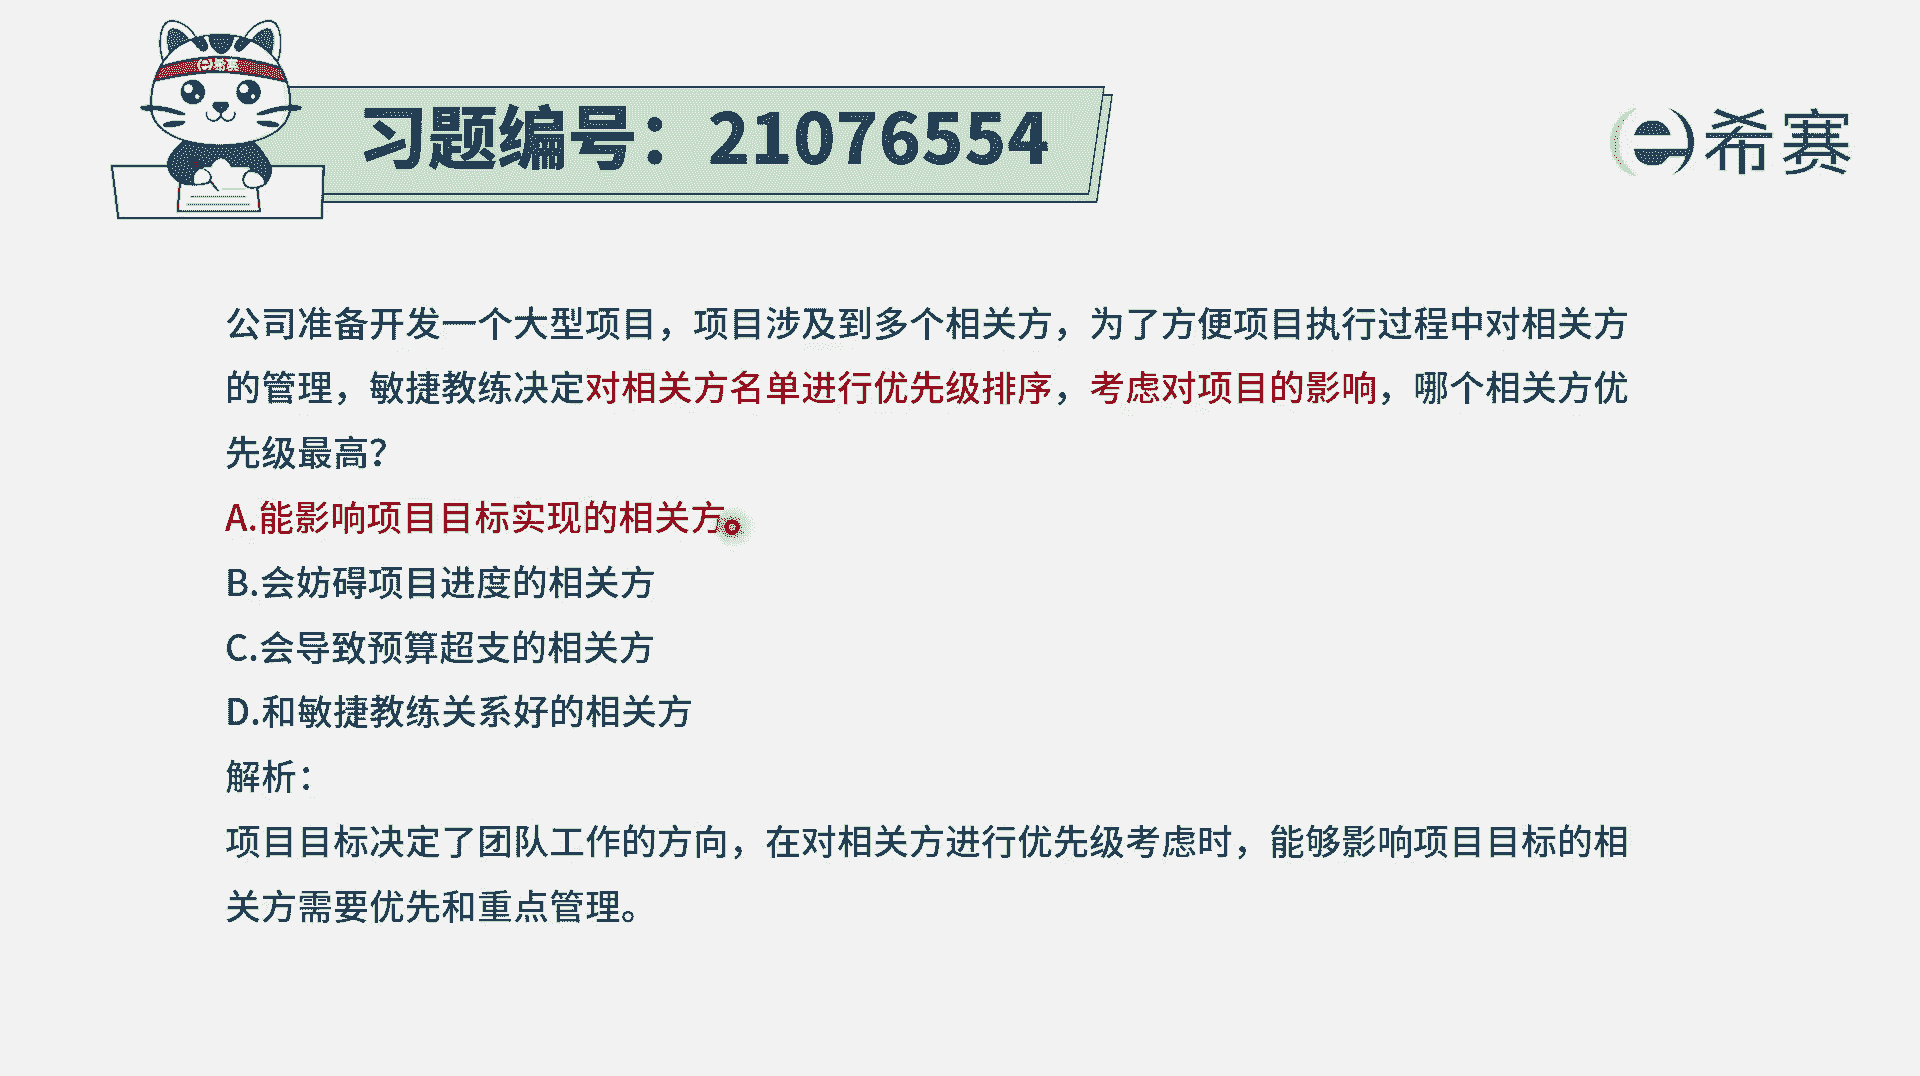 e希赛
习题编号：21076554
e希赛
公司准备开发一个大型项目，项目涉及到多个相关方，为了方便项目执行过程中对相关方
的管理，敏捷教练决定对相关方名单进行优先级排序，考虑对项目的影响，哪个相关方优
先级最高？
A.能影响项目目标实现的相关方
B.会妨碍项目进度的相关方
C.会导致预算超支的相关方
D.和敏捷教练关系好的相关方
解析：
项目目标决定了团队工作的方向，在对相关方进行优先级考虑时，能够影响项目目标的相
关方需要优先和重点管理。